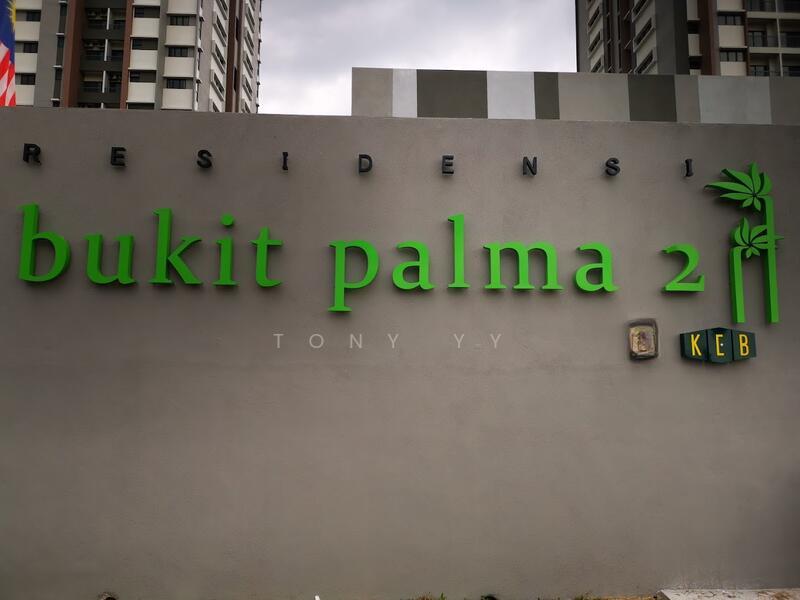 RESIDENSI
bukit palma 2
TONY Y.Y
KEB